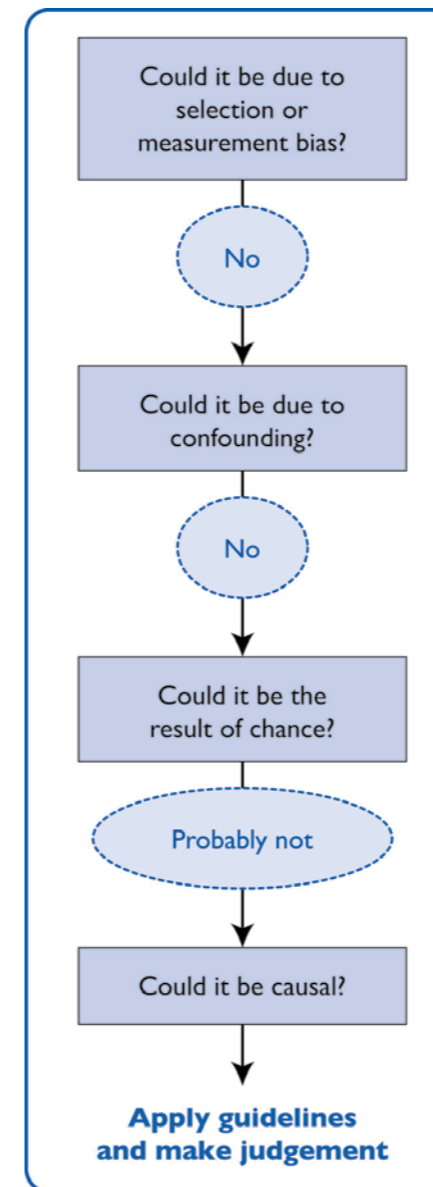 Could it be due to
selection or
measurement bias?
No
Could it be due to
confounding?
No
Could it be the
result of chance?
Probably not
Could it be causal?
Apply guidelines
and make judgement